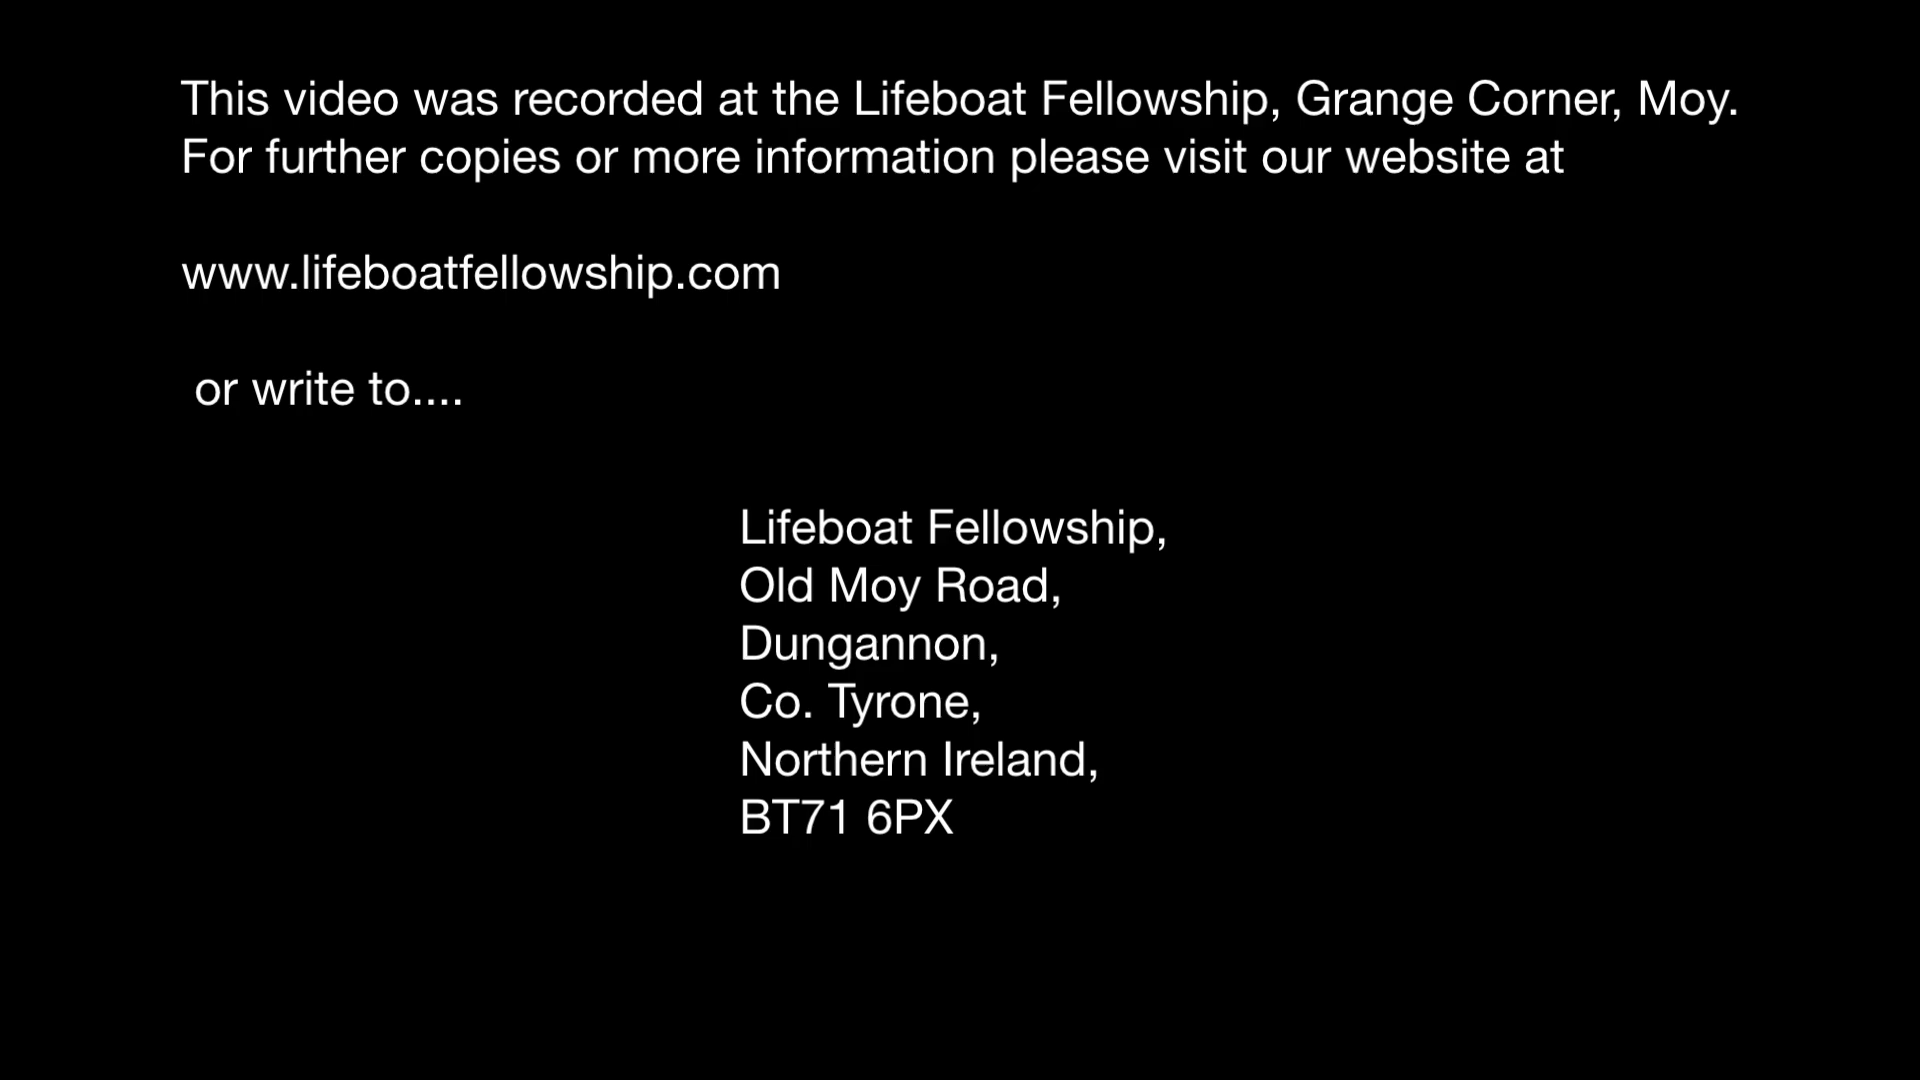 This video was recorded at the Lifeboat Fellowship, Grange Corner, Moy.
For further copies or more information please visit our website at
www.lifeboatfellowship.com
or write to....
Lifeboat Fellowship,
Old Moy Road,
Dungannon,
Co. Tyrone,
Northern Ireland,
BT71 6PX